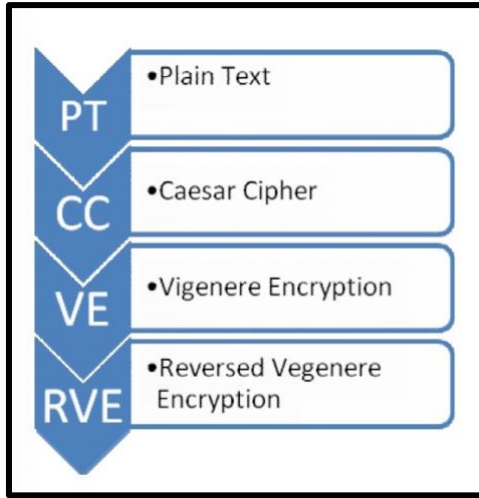 PT
•Plain Text
CC
•Caesar Cipher
VE
•Vigenere Encryption
RVE
•Reversed Vegenere
Encryption